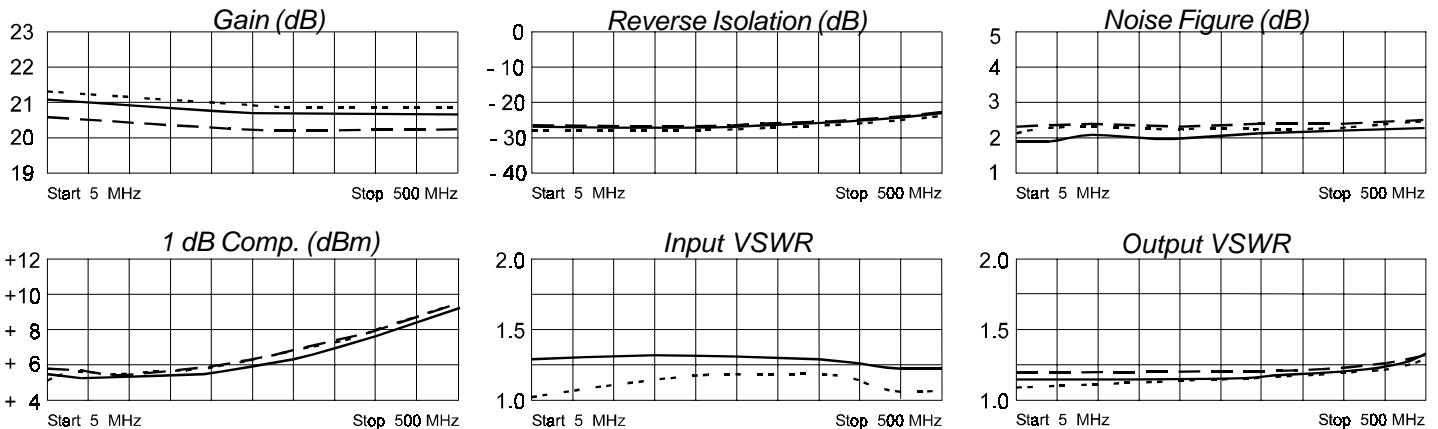 Gain (dB)
23
22
21
20
19
Start 5 MHz
Stop 500 MHz
Reverse Isolation (dB)
0
- 10
- 20
- 30
- 40
Start 5 MHz
Stop 500 MHz
Noise Figure (dB)
5
4
3
2
1
Start 5 MHz
Stop 500 MHz
1 dB Comp. (dBm)
+12
+10
+ 8
+ 6
+ 4
Start 5 MHz
Stop 500 MHz
Input VSWR
2.0
1.5
1.0
Start 5 MHz
Stop 500 MHz
Output VSWR
2.0
1.5
1.0
Start 5 MHz
Stop 500 MHz